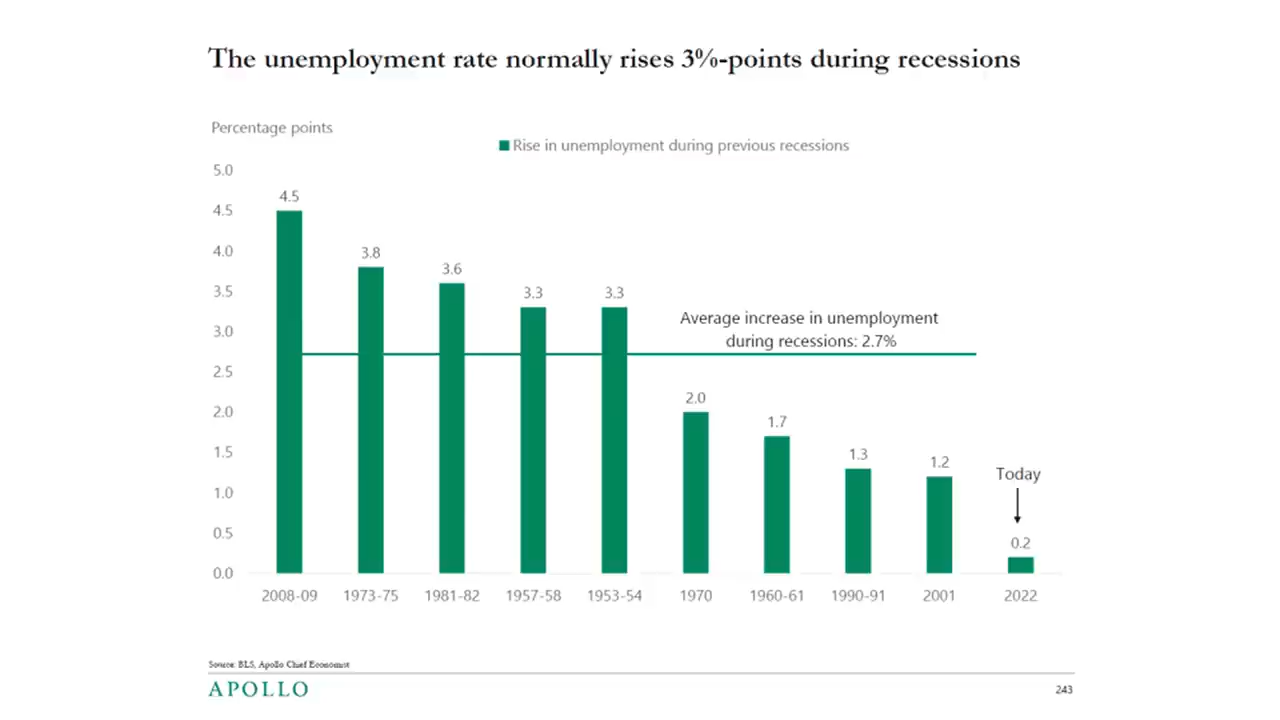 The unemployment rate normally rises 3%-points during recessions
Percentage points
Rise in unemployment during previous recessions
5.0
4.5
4.0
3.5
3.0
2.5
2.0
1.5
1.0
0.5
0.0
4.5
3.8
3.6
3.3
3.3
Average increase in unemployment
during recessions: 2.7%
2.0
1.7
1.3
1.2
Today
0.2
2008-09 1973-75 1981-82 1957-58 1953-54 1970 1960-61 1990-91 2001 2022
Source: BLS, Apollo Chief Economist
APOLLO
243